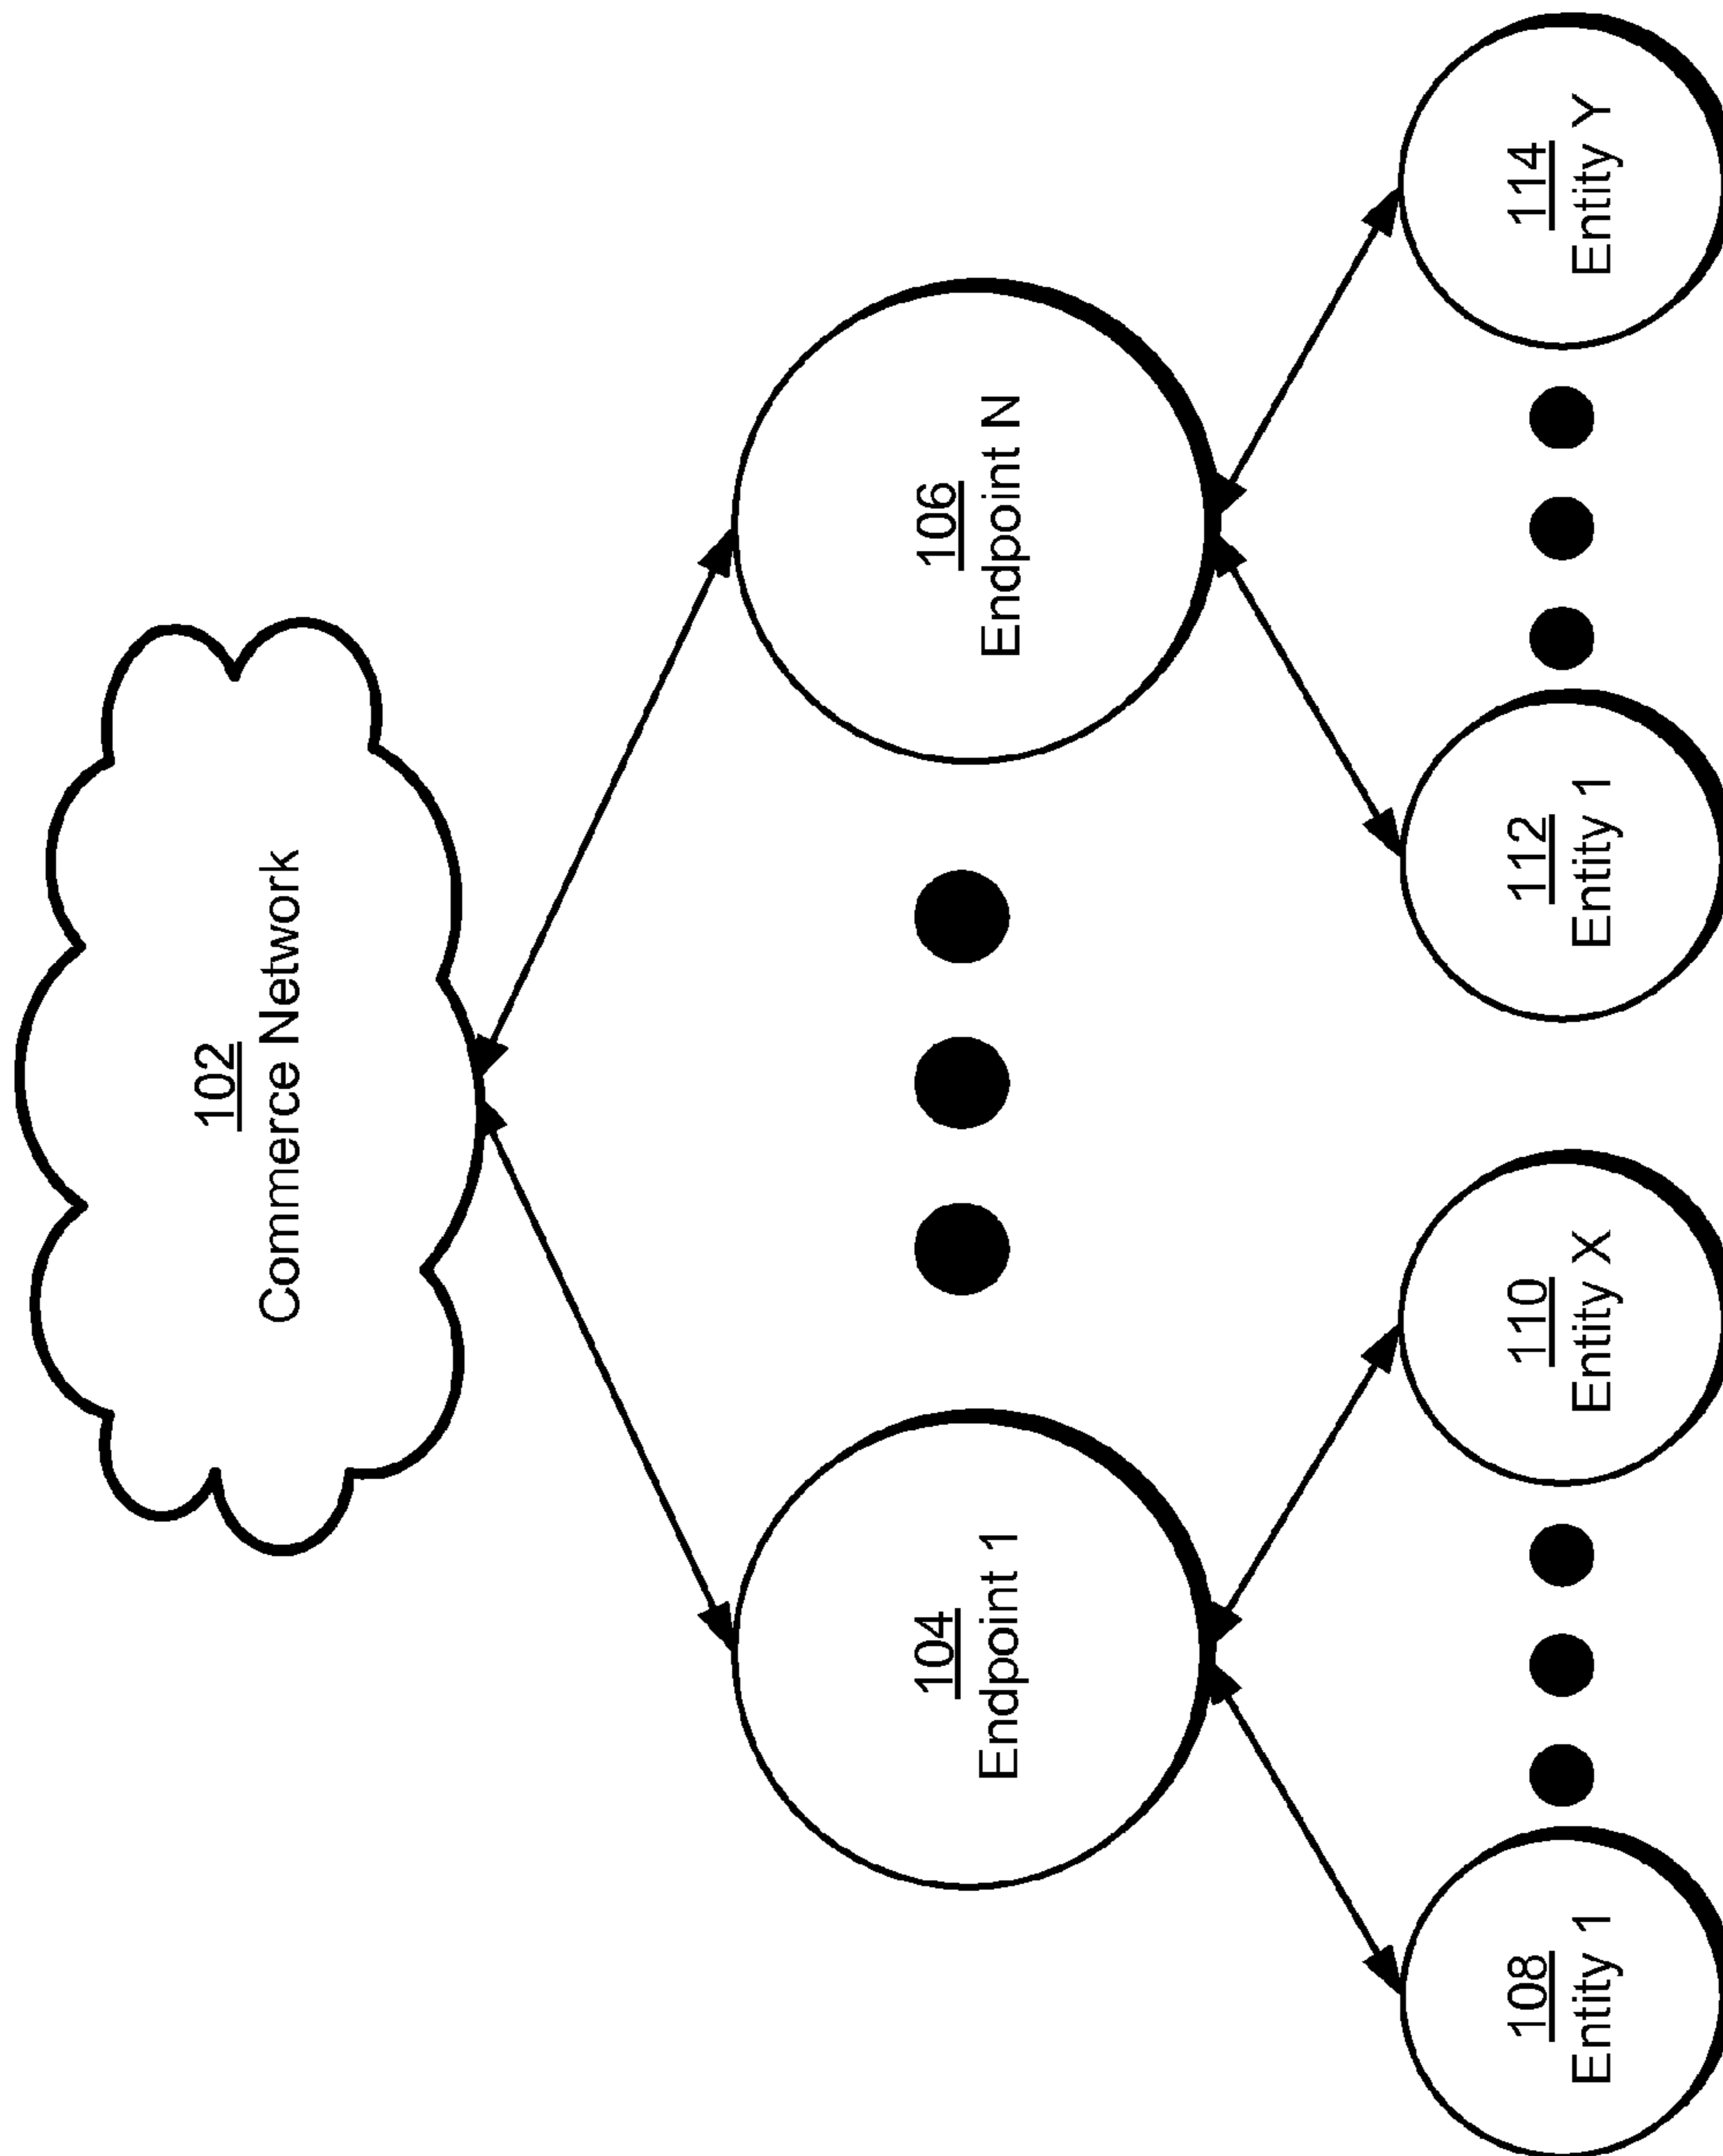 102
Commerce Network
104
Endpoint 1
106
Endpoint N
108
Entity 1
110
Entity X
112
Entity 1
114
Entity Y